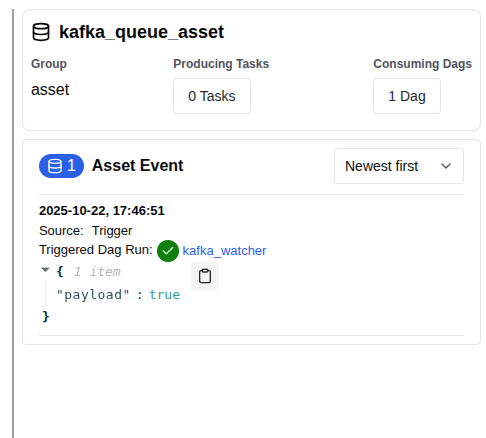 kafka_queue_asset
Group Producing Tasks Consuming Dags
asset 0 Tasks 1 Dag
1 Asset Event Newest first
2025-10-22, 17:46:51
Source: Trigger
Triggered Dag Run: kafka_watcher
{ 1 item
"payload" : true
}